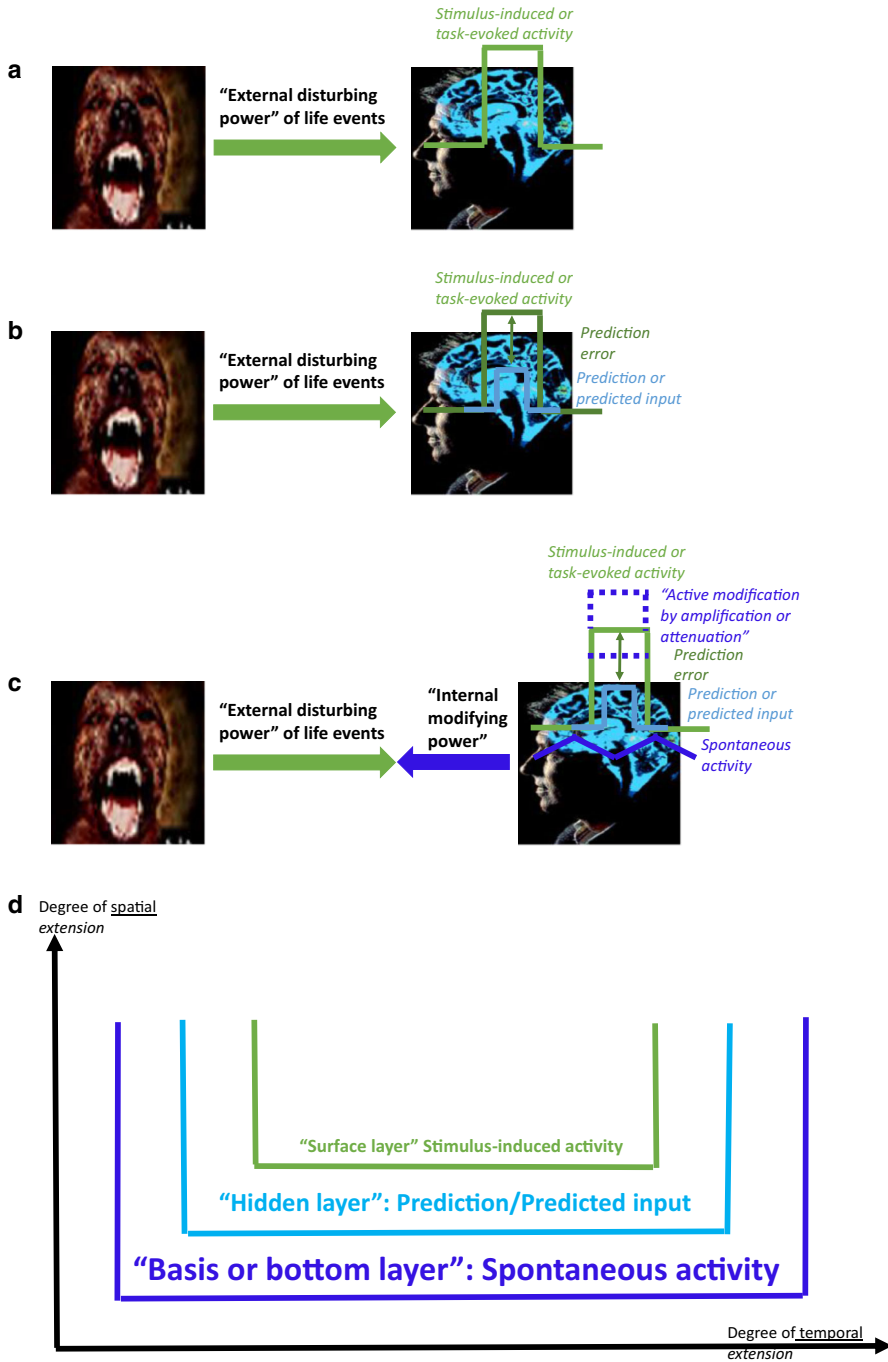 a
Stimulus-induced or
task-evoked activity
“External disturbing
power” of life events
b
Stimulus-induced or
task-evoked activity
“External disturbing
power” of life events
Prediction
error
Prediction or
predicted input
c
Stimulus-induced or
task-evoked activity
“Active modification
by amplification or
attenuation”
Prediction
error
“External disturbing
power” of life events
“Internal
modifying
power”
Prediction or
predicted input
Spontaneous
activity
d
Degree of spatial
extension
“Surface layer” Stimulus-induced activity
“Hidden layer”: Prediction/Predicted input
“Basis or bottom layer”: Spontaneous activity
Degree of temporal
extension